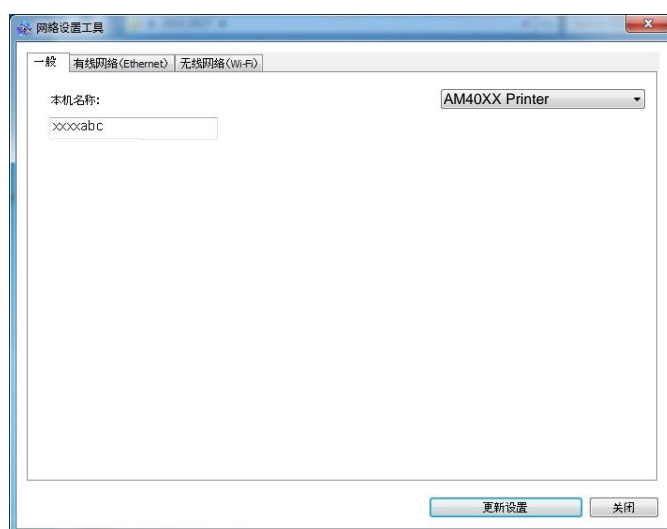 网络设置工具
一般 有线网络(Ethernet) 无线网络(Wi-Fi)
本机名称: AM40XX Printer
xxxxabc
更新设置 关闭